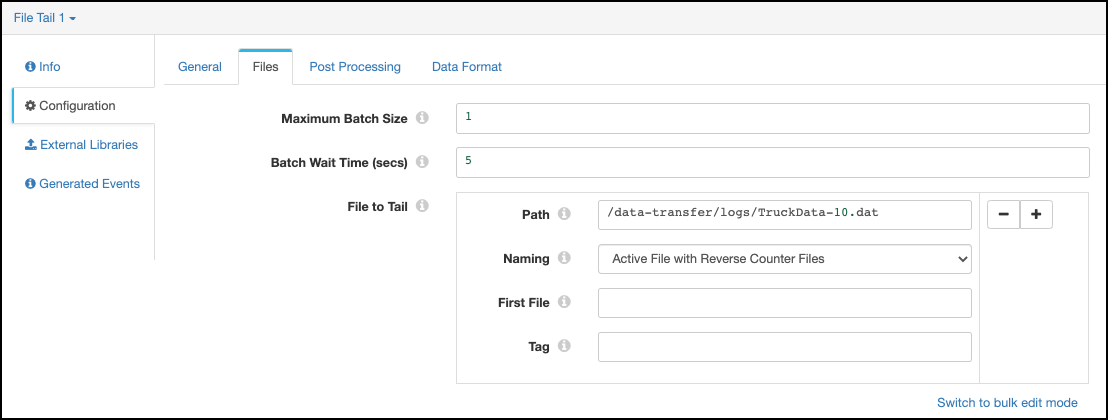 File Tail 1
Info
Configuration
External Libraries
Generated Events
General Files Post Processing Data Format
Maximum Batch Size 1
Batch Wait Time (secs) 5
File to Tail
Path /data-transfer/logs/TruckData-10.dat
Naming Active File with Reverse Counter Files
First File
Tag
Switch to bulk edit mode